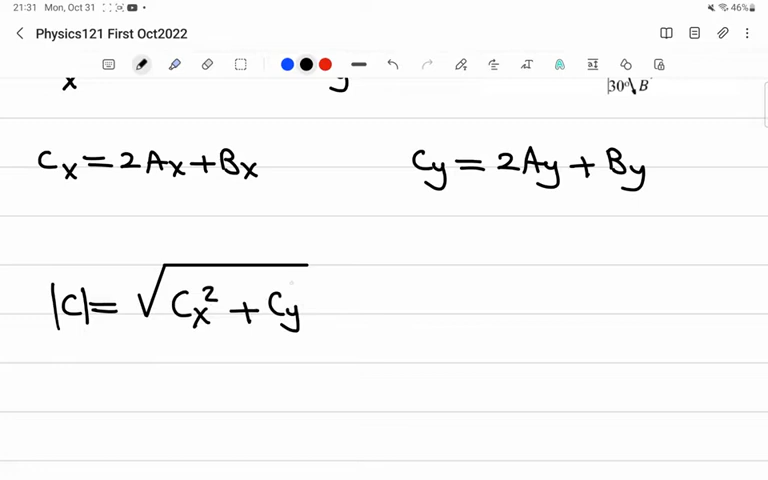 21:31 Mon, Oct 31 46%
Physics121 First Oct2022
x y 30° B
Cx = 2Ax + Bx Cy = 2Ay + By
|C| = √Cx² + Cy